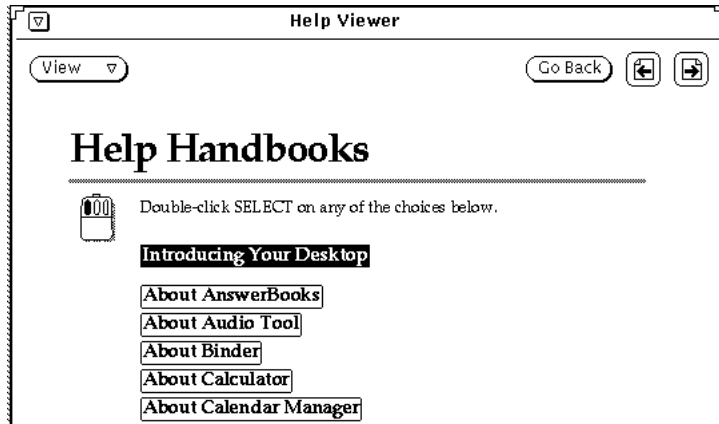 Help Viewer
View
Go Back
Help Handbooks
Double-click SELECT on any of the choices below.
Introducing Your Desktop
About AnswerBooks
About Audio Tool
About Binder
About Calculator
About Calendar Manager